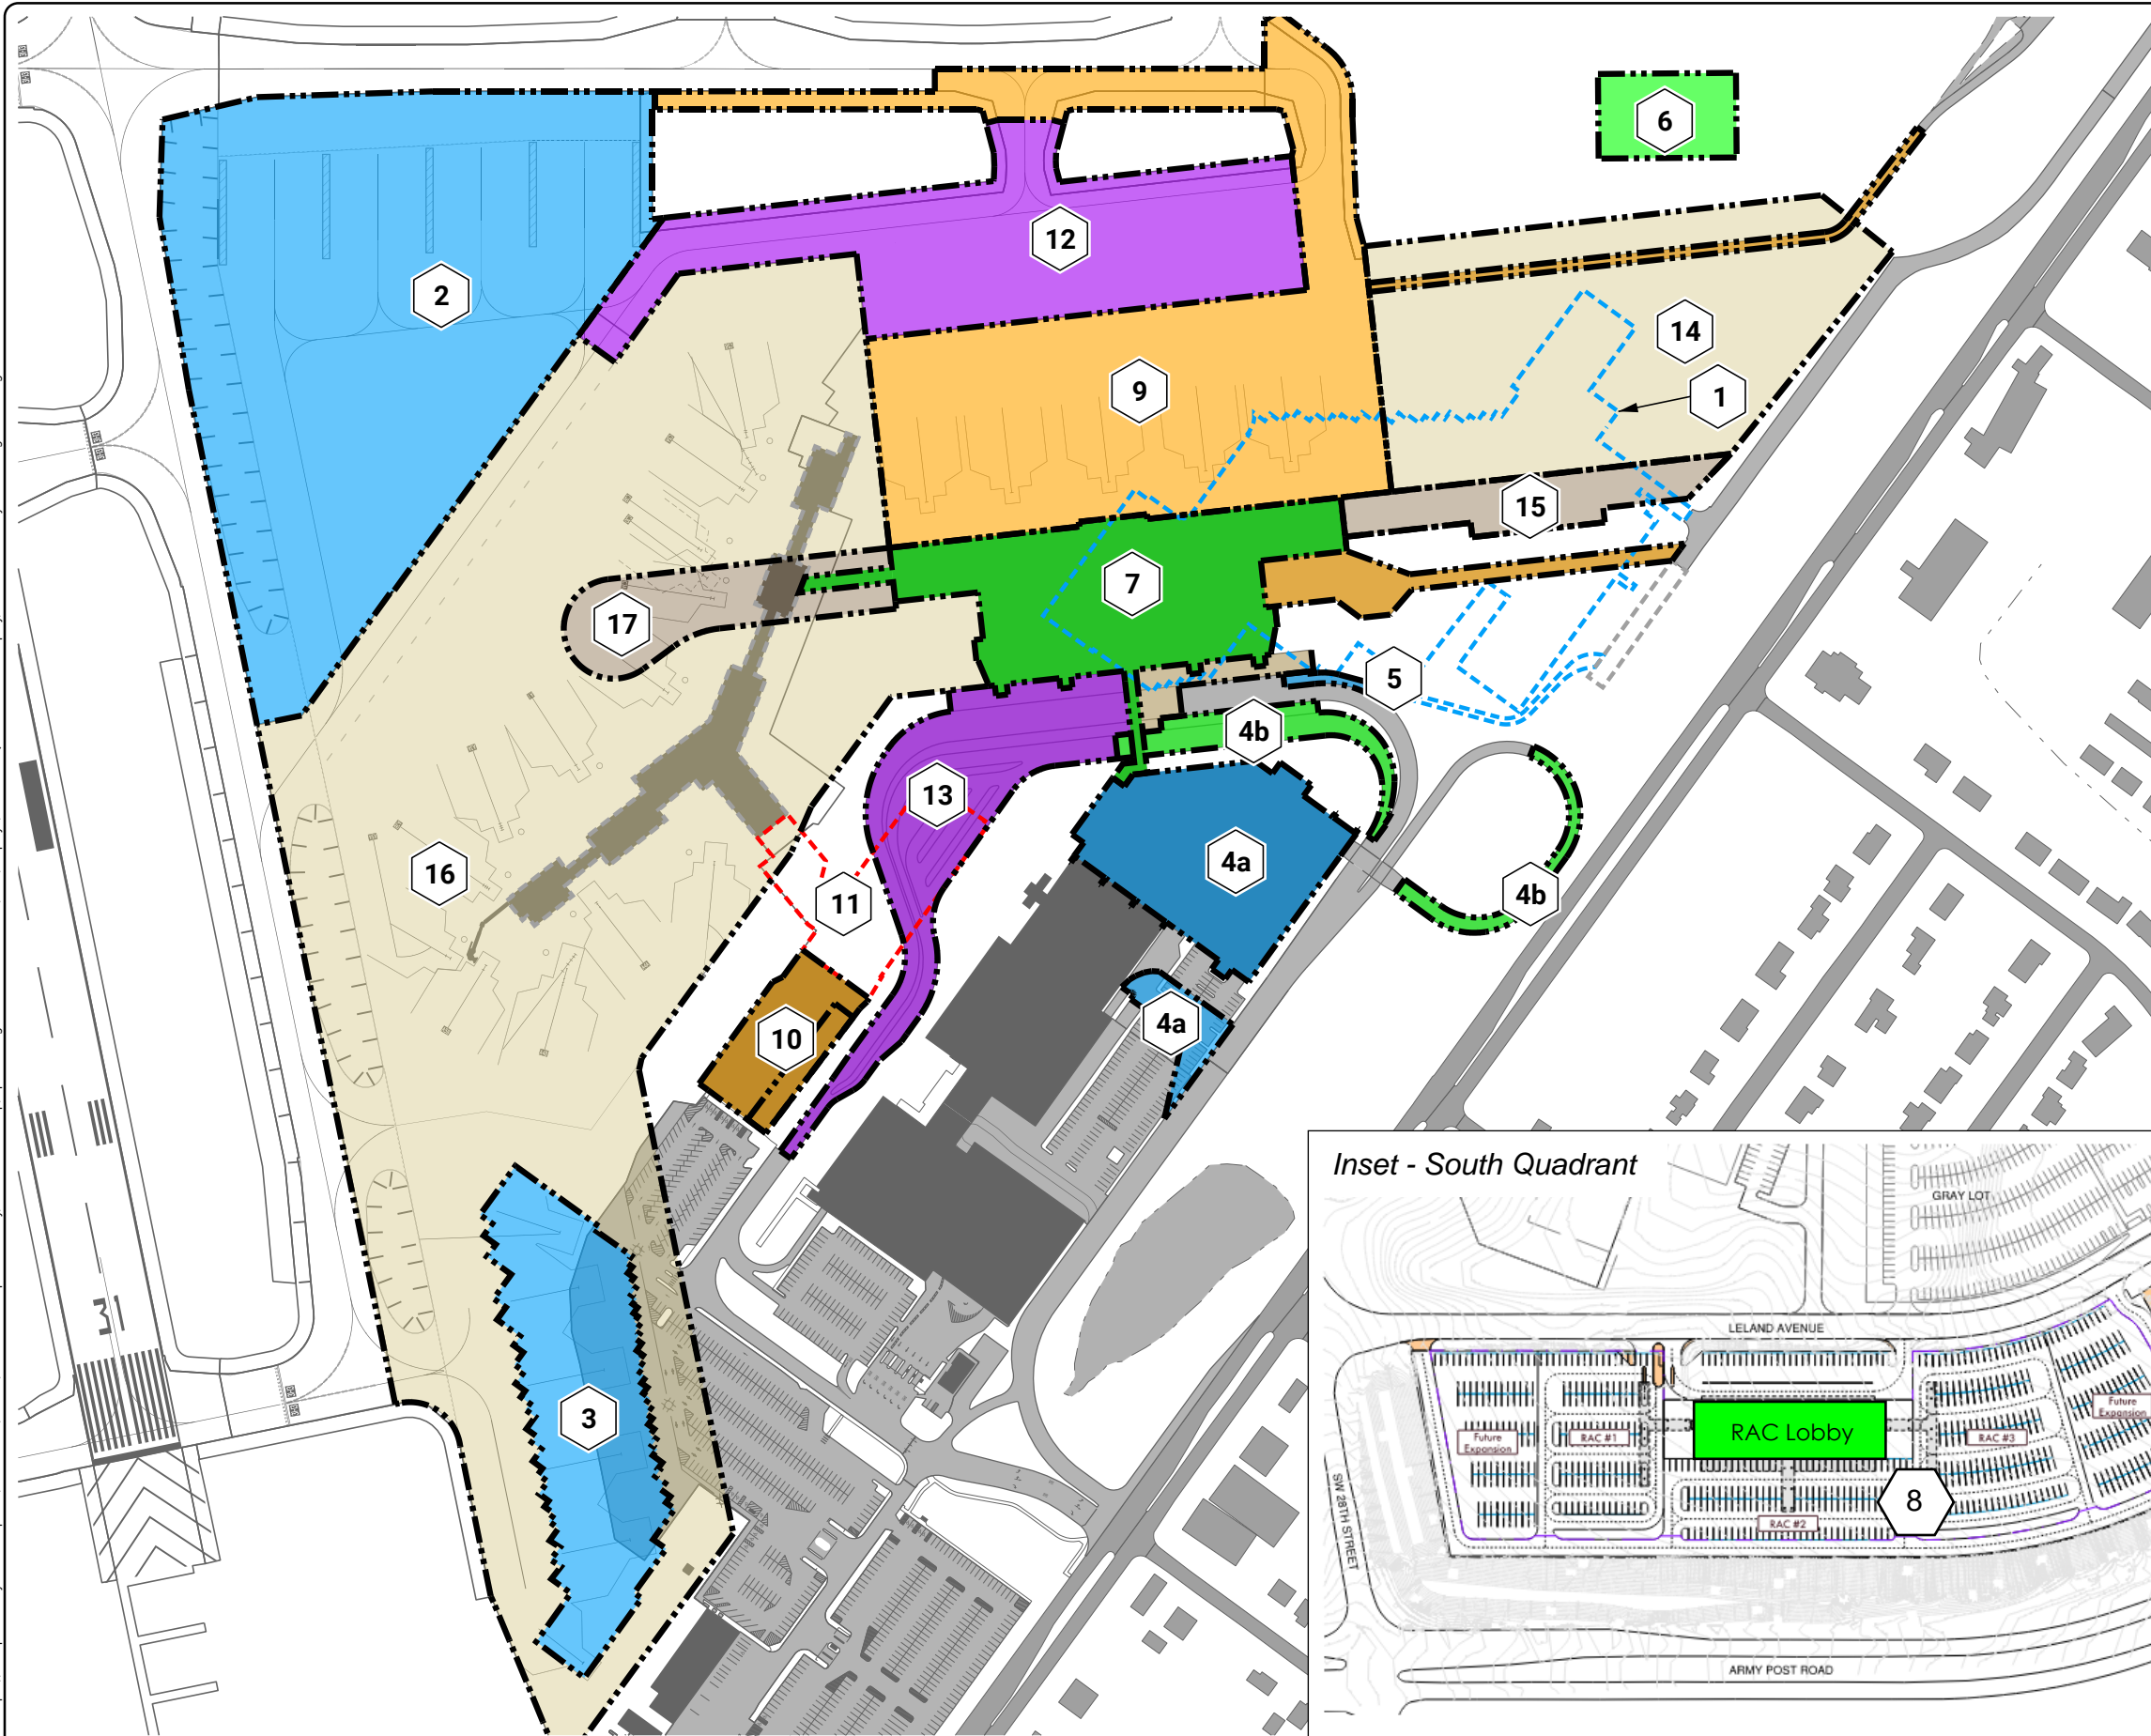 6
12
2
14
9
1
15
7
17
5
4b
13
4a
16
4b
11
4a
10
3
Inset - South Quadrant
GRAY LOT
LELAND AVENUE
Future
Expansion
RAC Lobby
Future
Expansion
RAC #1
RAC #3
8
RAC #2
SW 28TH STREET
ARMY POST ROAD
31